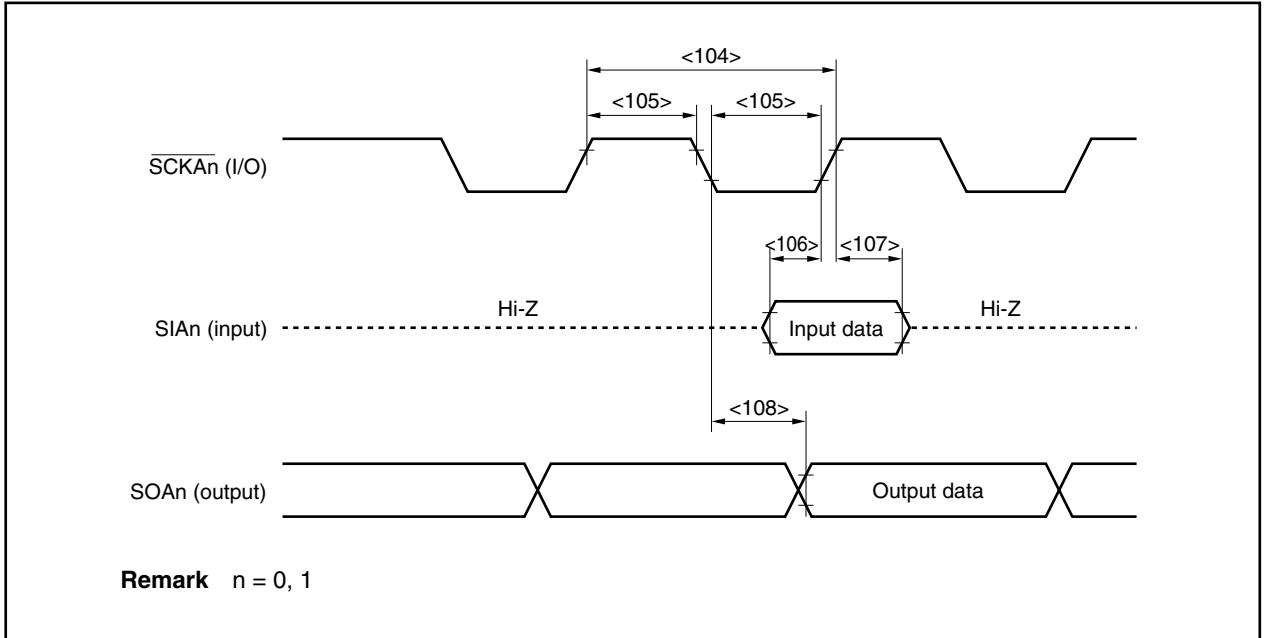 <104>
<105> <105>
SCKAn (I/O)
<106> <107>
Hi-Z Hi-Z
SIAn (input) Input data
<108>
SOAn (output) Output data
Remark n = 0, 1